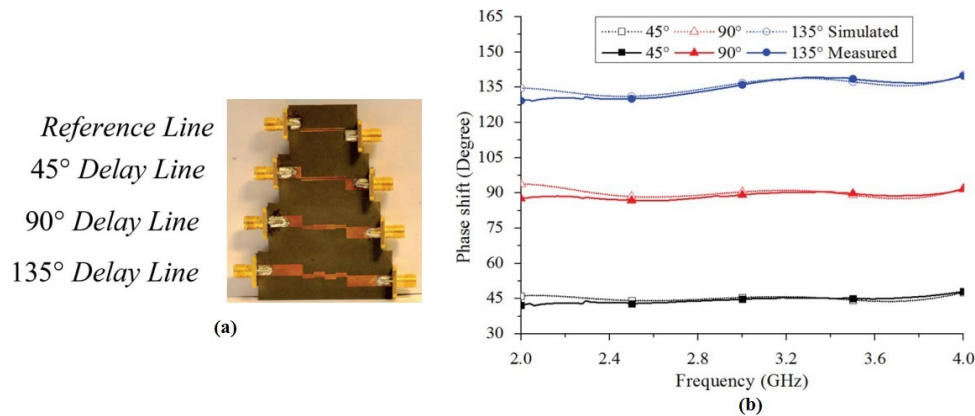 Reference Line
45° Delay Line
90° Delay Line
135° Delay Line
(a)
165
150
135
120
105
90
75
60
45
30
2.0
2.4
2.8
3.2
3.6
4.0
Phase shift (Degree)
Frequency (GHz)
45° 90° 135° Simulated
45° 90° 135° Measured
(b)